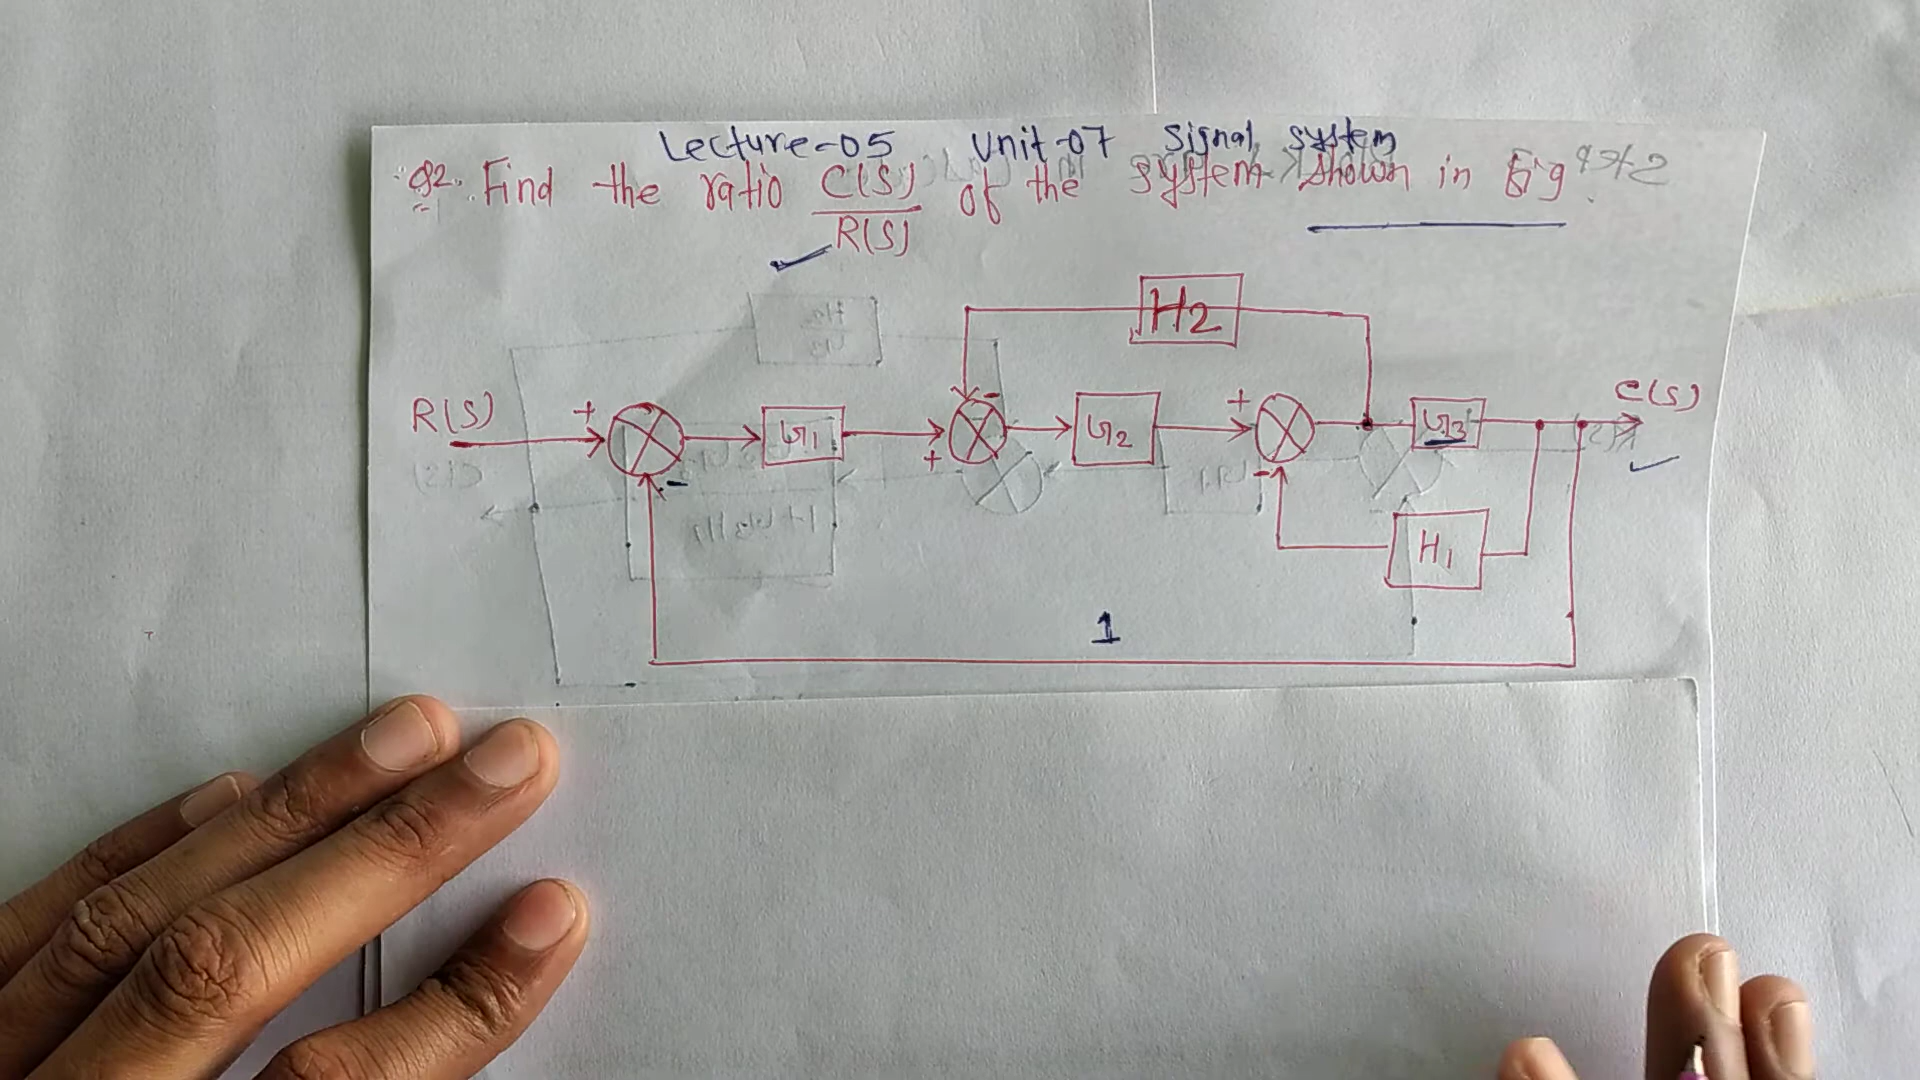 Lecture-05 Unit-07 Signal, system
Q2. Find the ratio C(S) of the system shown in fig.
R(S)
H2
R(S) + G1 + - G2 + - G3 C(S)
-
H1
1